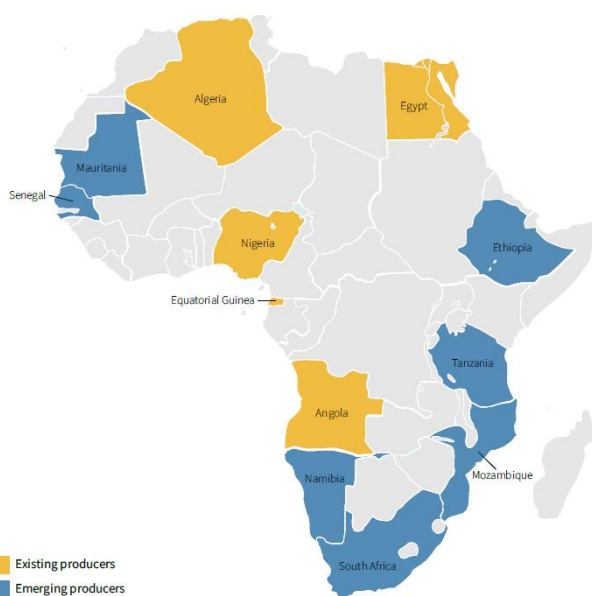 Algeria
Egypt
Mauritania
Senegal
Nigeria
Ethiopia
Equatorial Guinea
Tanzania
Angola
Mozambique
Namibia
South Africa
Existing producers
Emerging producers